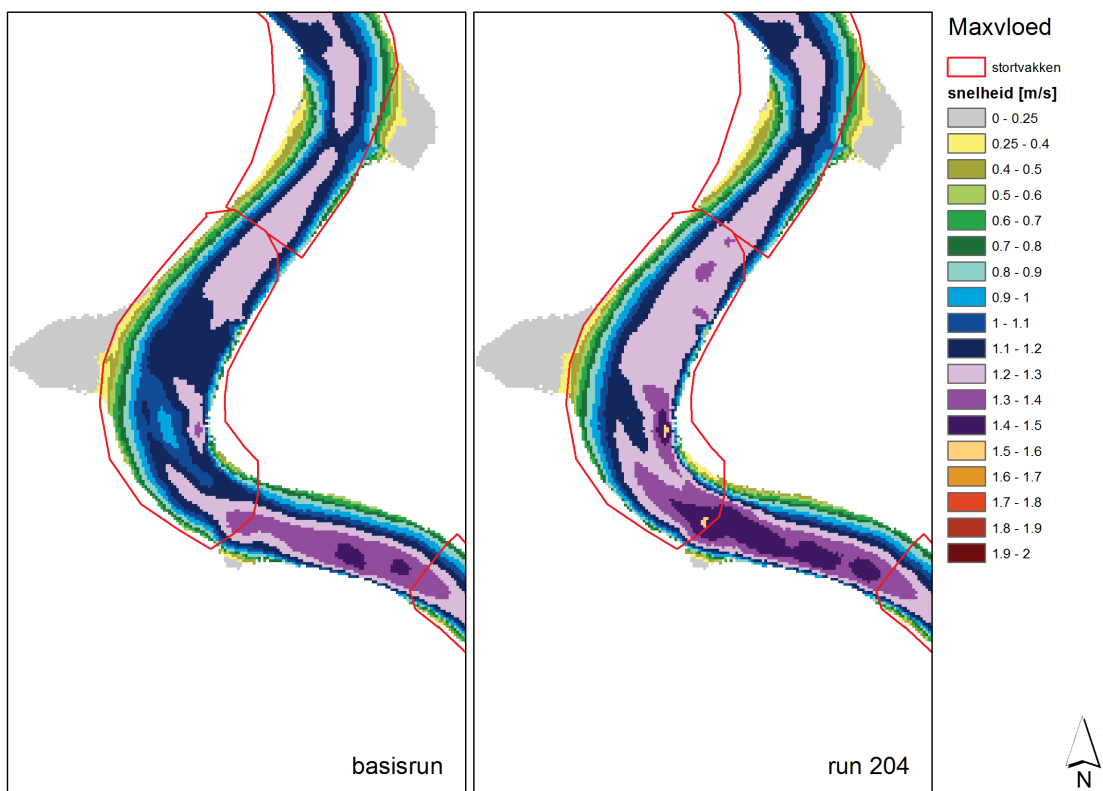 Maxvloed
stortvakken
snelheid [m/s]
0 - 0.25
0.25 - 0.4
0.4 - 0.5
0.5 - 0.6
0.6 - 0.7
0.7 - 0.8
0.8 - 0.9
0.9 - 1
1 - 1.1
1.1 - 1.2
1.2 - 1.3
1.3 - 1.4
1.4 - 1.5
1.5 - 1.6
1.6 - 1.7
1.7 - 1.8
1.8 - 1.9
1.9 - 2
basisrun
run 204
N